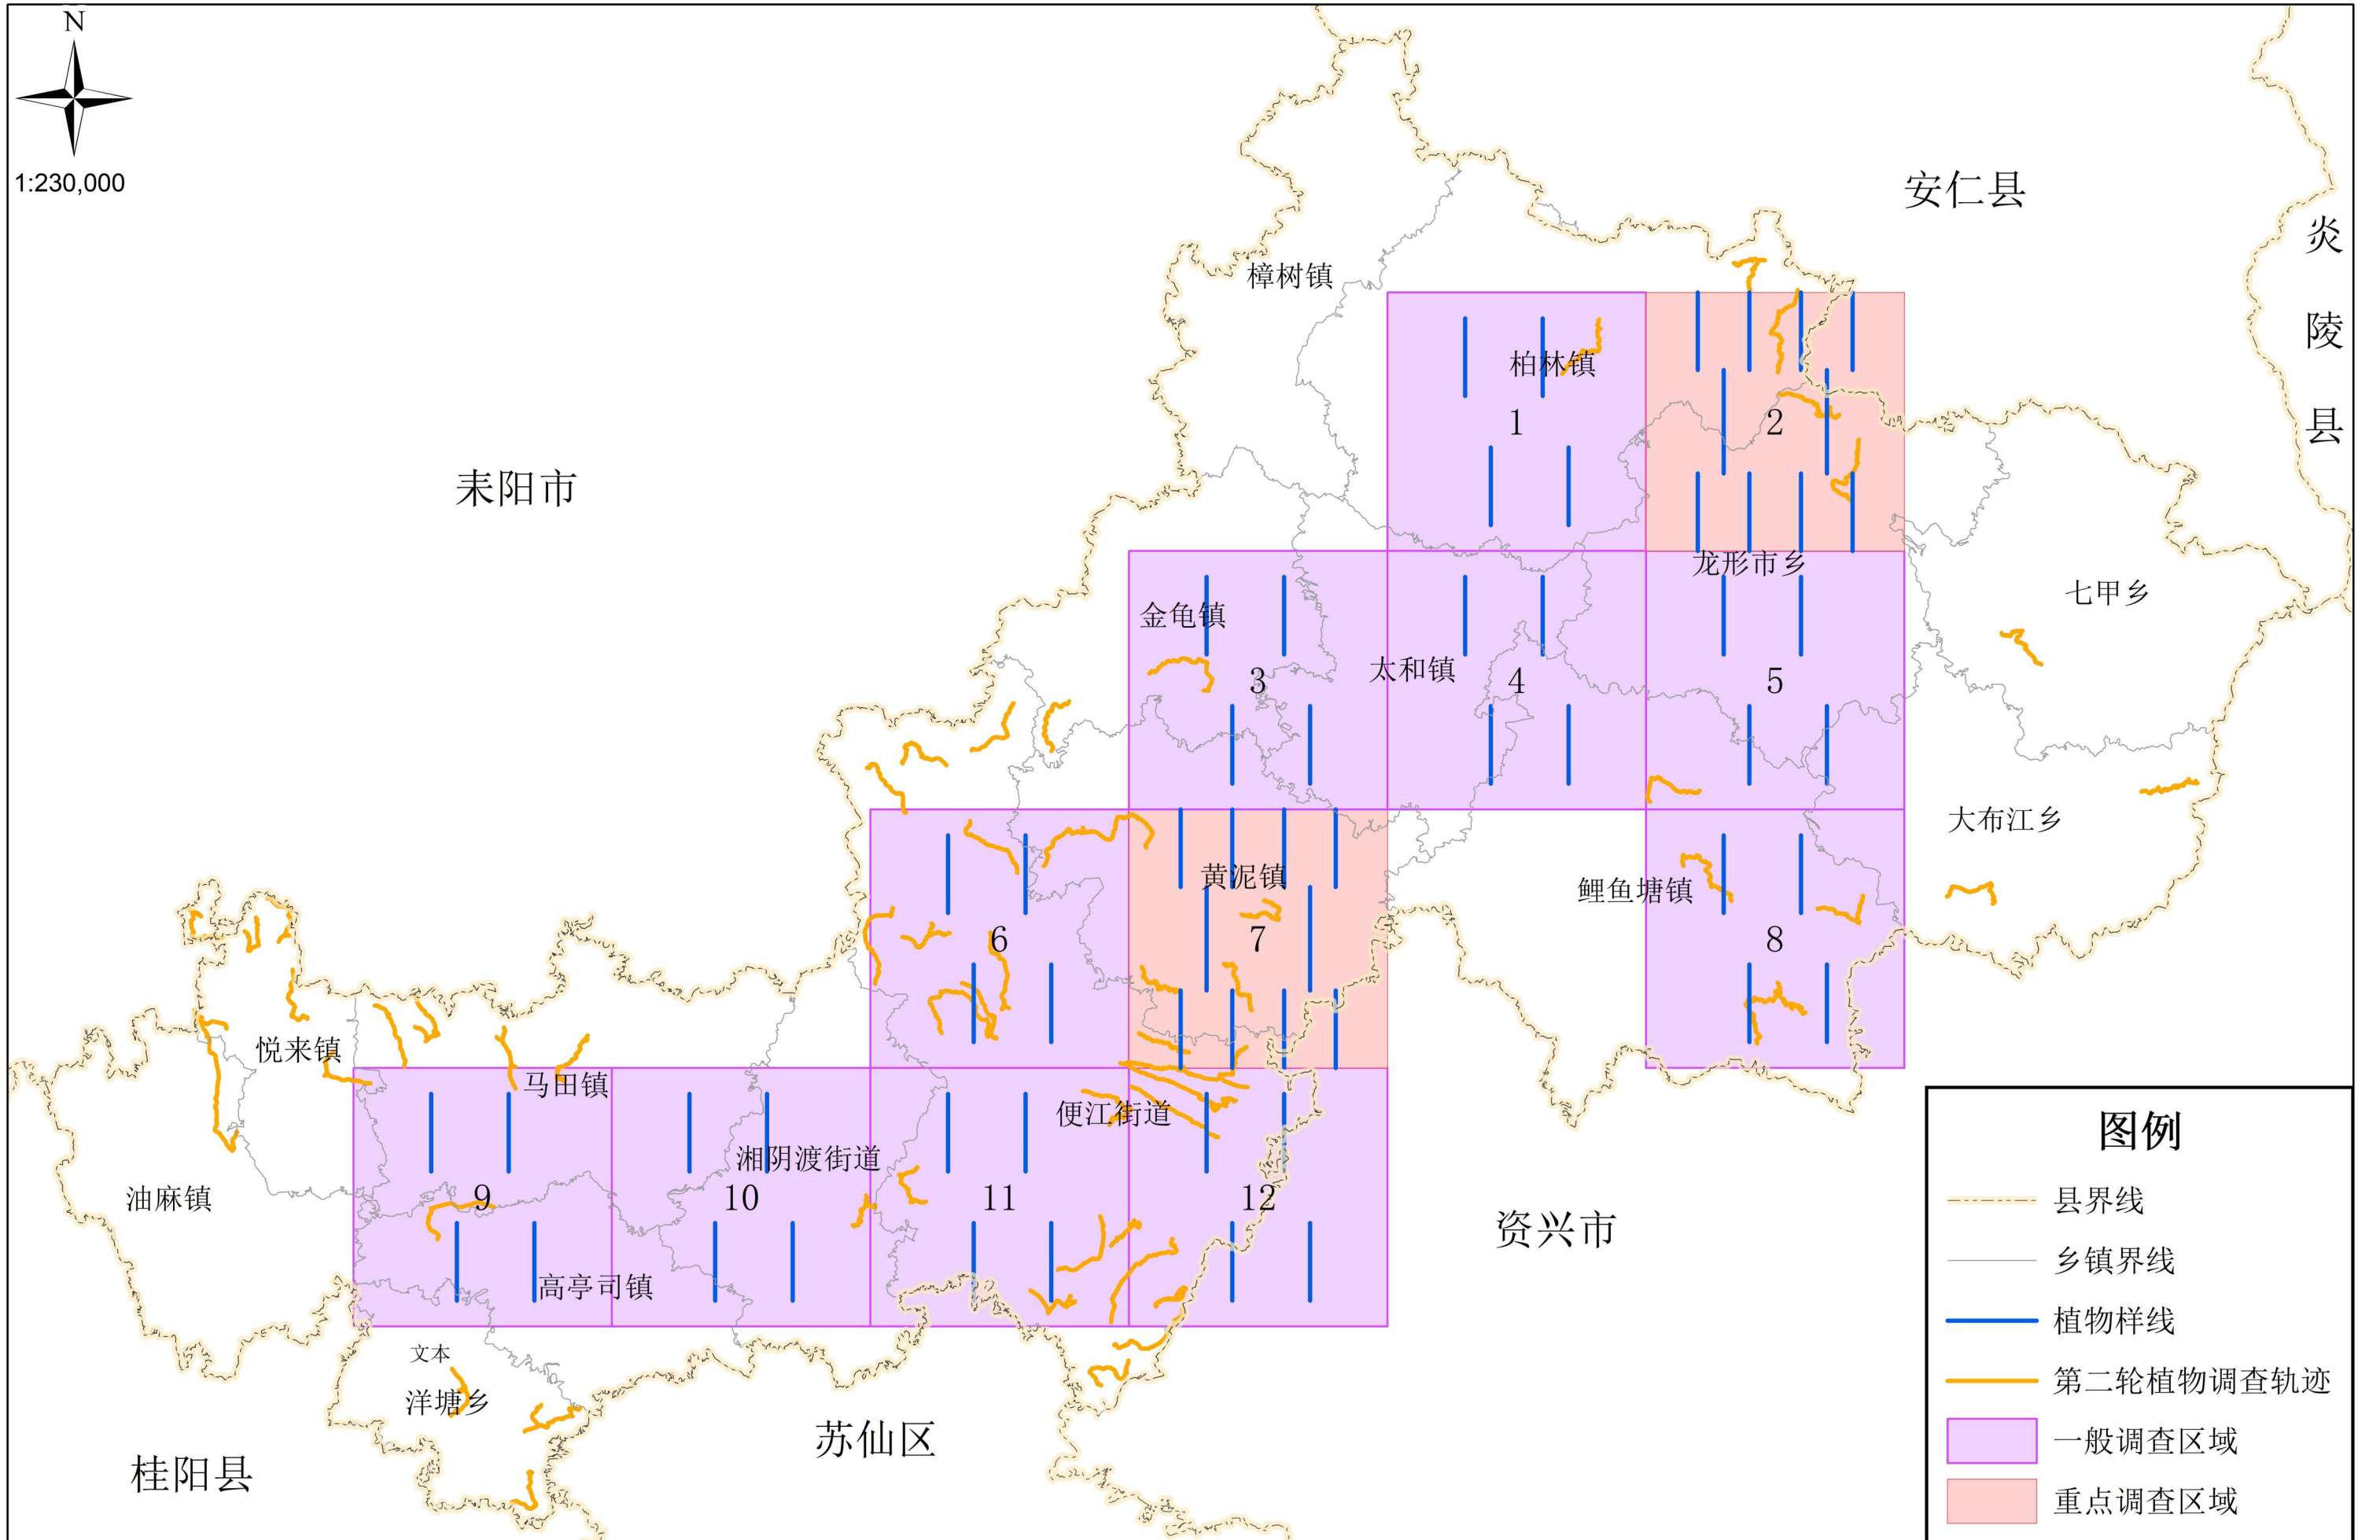 N
1:230,000
安仁县
炎陵县
樟树镇
柏林镇
1
2
耒阳市
龙形市乡
七甲乡
金龟镇
太和镇
3
4
5
大布江乡
黄泥镇
鲤鱼塘镇
6
7
8
悦来镇
马田镇
便江街道
湘阴渡街道
油麻镇
9
10
11
12
资兴市
高亭司镇
文本
洋塘乡
苏仙区
桂阳县
图例
县界线
乡镇界线
植物样线
第二轮植物调查轨迹
一般调查区域
重点调查区域